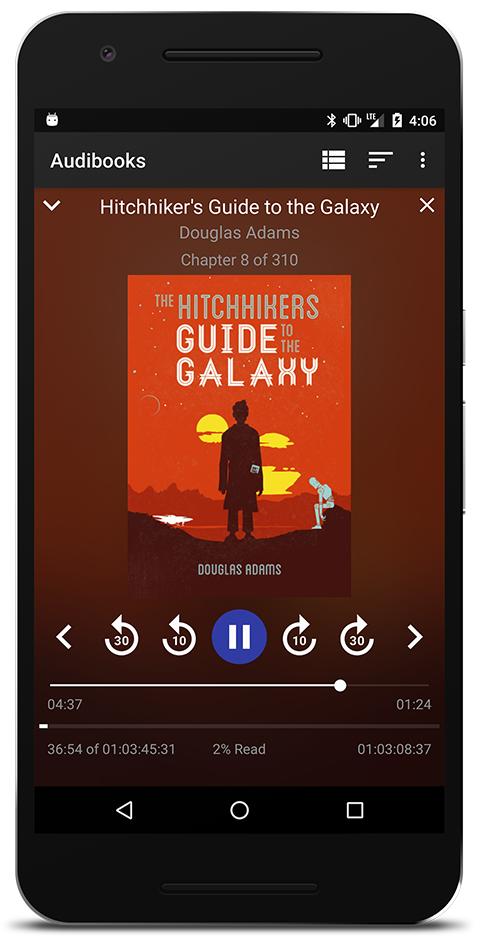 LTE 4:06
Audibooks
Hitchhiker's Guide to the Galaxy
Douglas Adams
Chapter 8 of 310
THE HITCHHIKERS
GUIDE TO THE
GALAXY
DOUGLAS ADAMS
30 10 10 30
04:37 01:24
36:54 of 01:03:45:31 2% Read 01:03:08:37